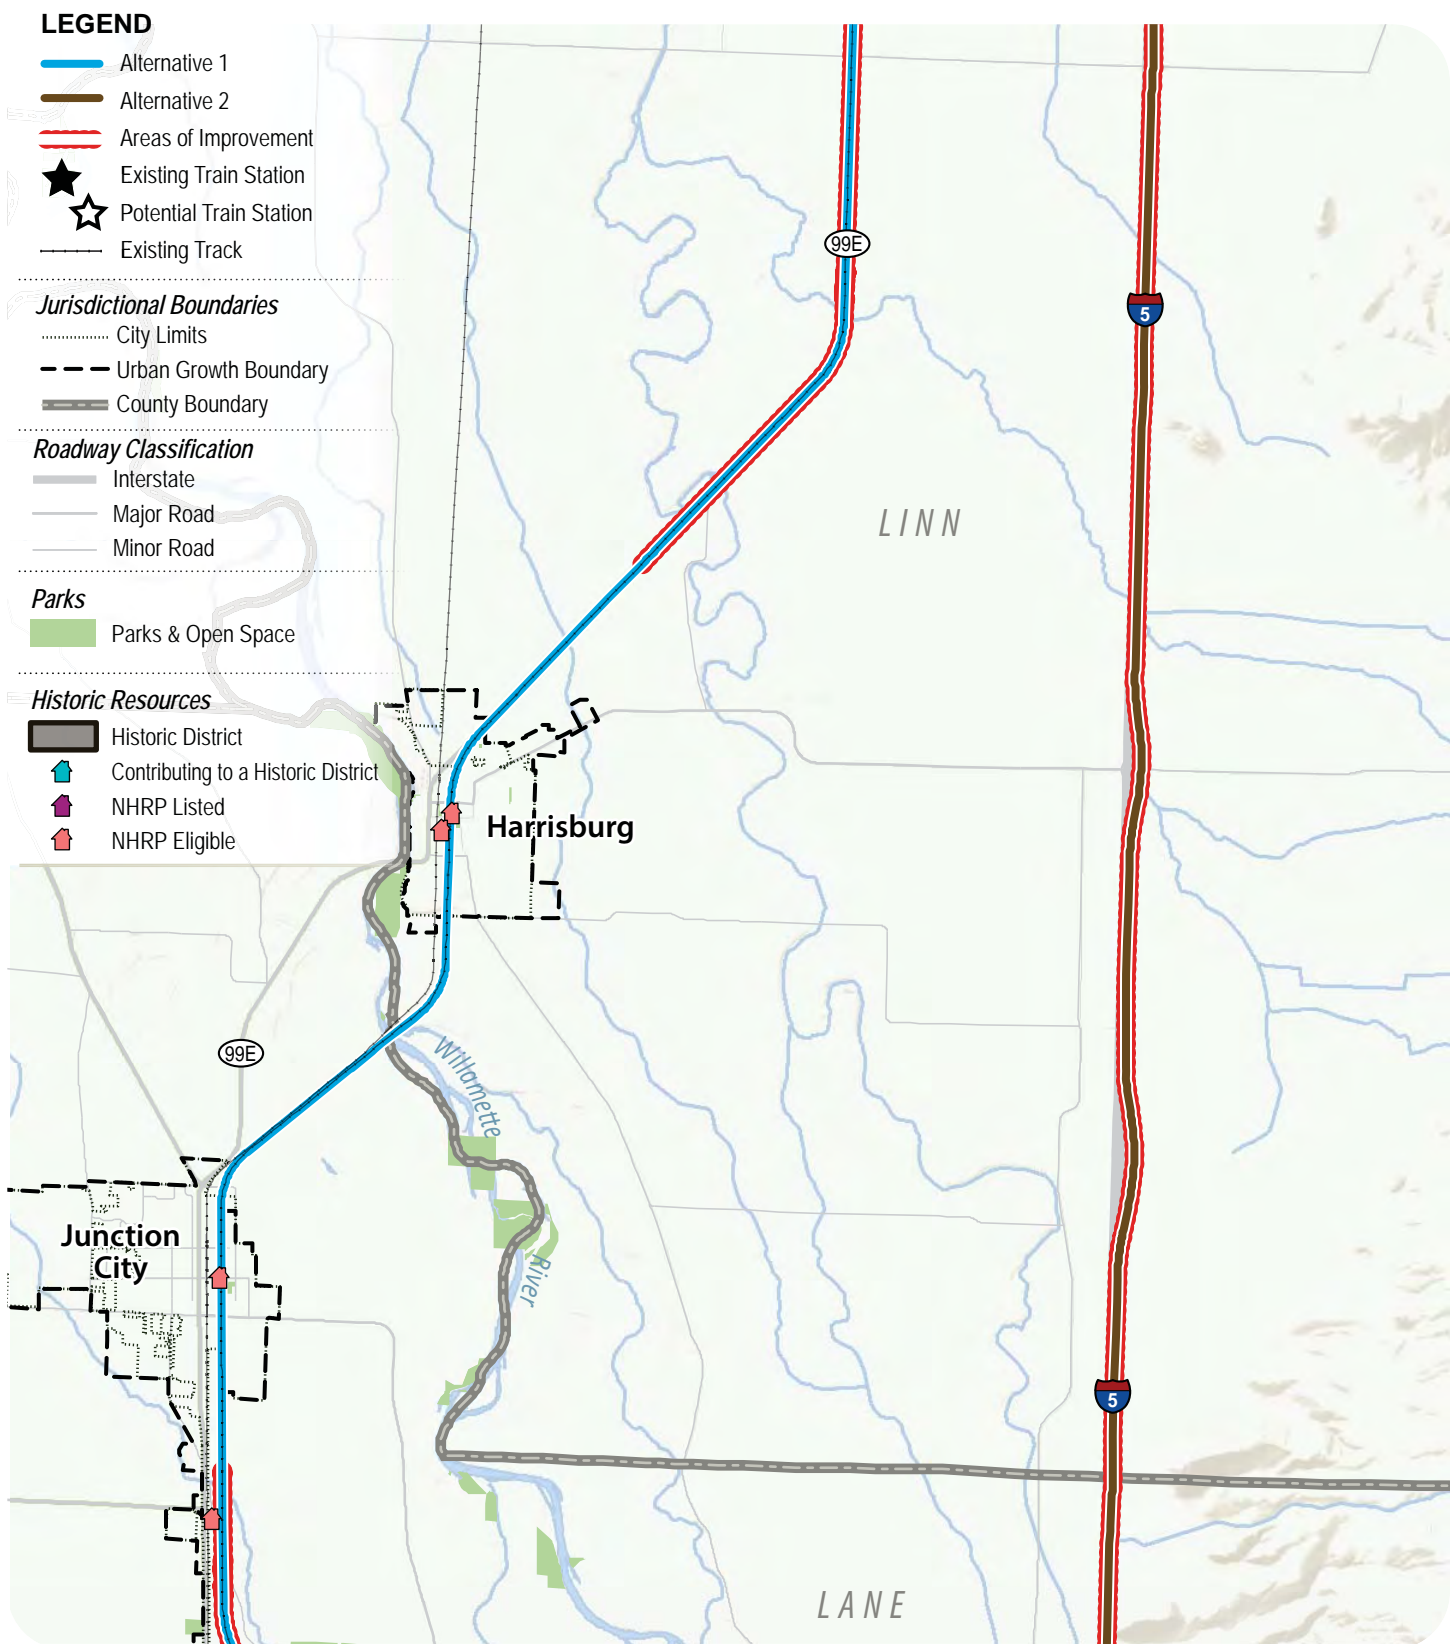 LEGEND
Alternative 1
Alternative 2
Areas of Improvement
Existing Train Station
Potential Train Station
Existing Track
Jurisdictional Boundaries
City Limits
Urban Growth Boundary
County Boundary
Roadway Classification
Interstate
Major Road
Minor Road
Parks
Parks & Open Space
Historic Resources
Historic District
Contributing to a Historic District
NHRP Listed
NHRP Eligible
99E
5
LINN
Harrisburg
99E
Willamette
River
Junction
City
5
LANE